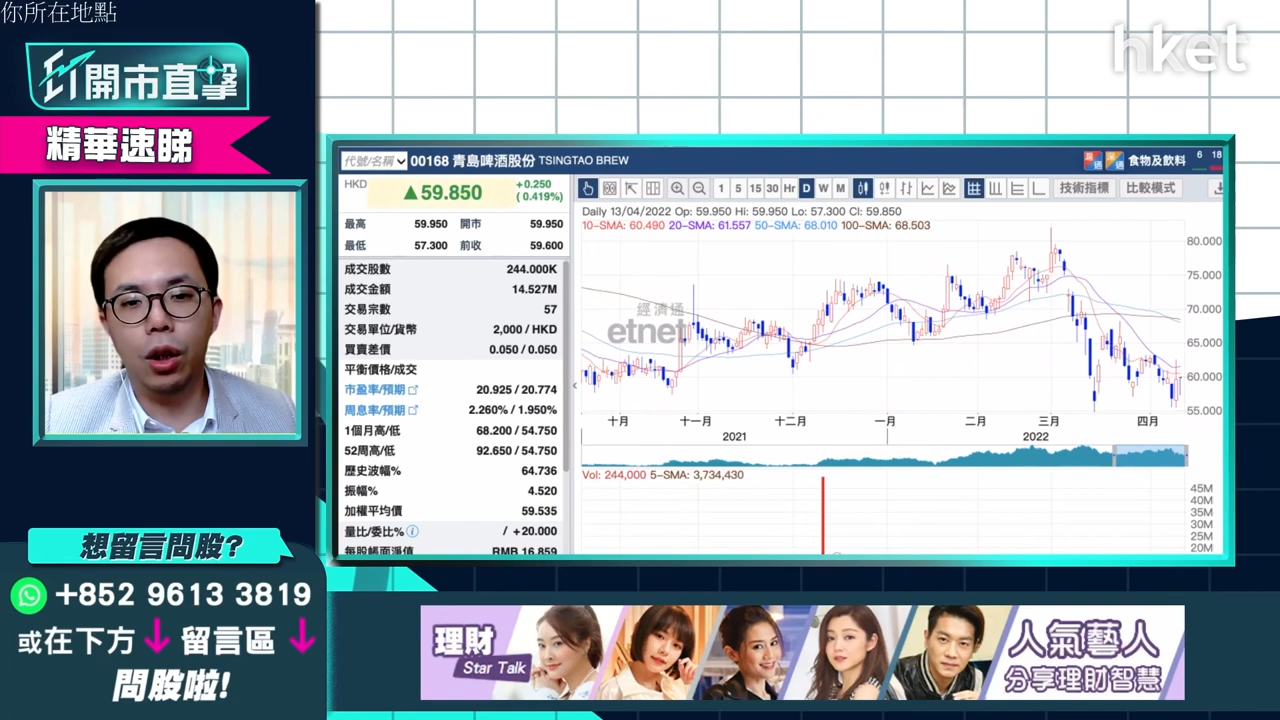 你所在地點
hket
開市直擊
精華速睇
代號/名稱
00168 青島啤酒股份 TSINGTAO BREW
食物及飲料
6
18
HKD
▲59.850
+0.250
( 0.419%)
最高 59.950 開市 59.950
最低 57.300 前收 59.600
成交股數 244.000K
成交金額 14.527M
交易宗數 57
交易單位/貨幣 2,000 / HKD
買賣差價 0.050 / 0.050
平衡價格/成交
市盈率/預期 20.925 / 20.774
周息率/預期 2.260% / 1.950%
1個月高/低 68.200 / 54.750
52周高/低 92.650 / 54.750
歷史波幅% 64.736
振幅% 4.520
加權平均價 59.535
量比/委比% / +20.000
每股帳面淨值 RMB 16.859
1 5 15 30 Hr D W M
技術指標 比較模式
Daily 13/04/2022 Op: 59.950 Hi: 59.950 Lo: 57.300 Cl: 59.850
10-SMA: 60.490 20-SMA: 61.557 50-SMA: 68.010 100-SMA: 68.503
80.000
75.000
70.000
65.000
60.000
55.000
經濟通
etnet
十月 十一月 十二月 一月 二月 三月 四月
2021 2022
Vol: 244,000 5-SMA: 3,734,430
45M
40M
35M
30M
25M
20M
想留言問股?
+852 9613 3819
或在下方 留言區
問股啦!
理財
Star Talk
人氣藝人
分享理財智慧